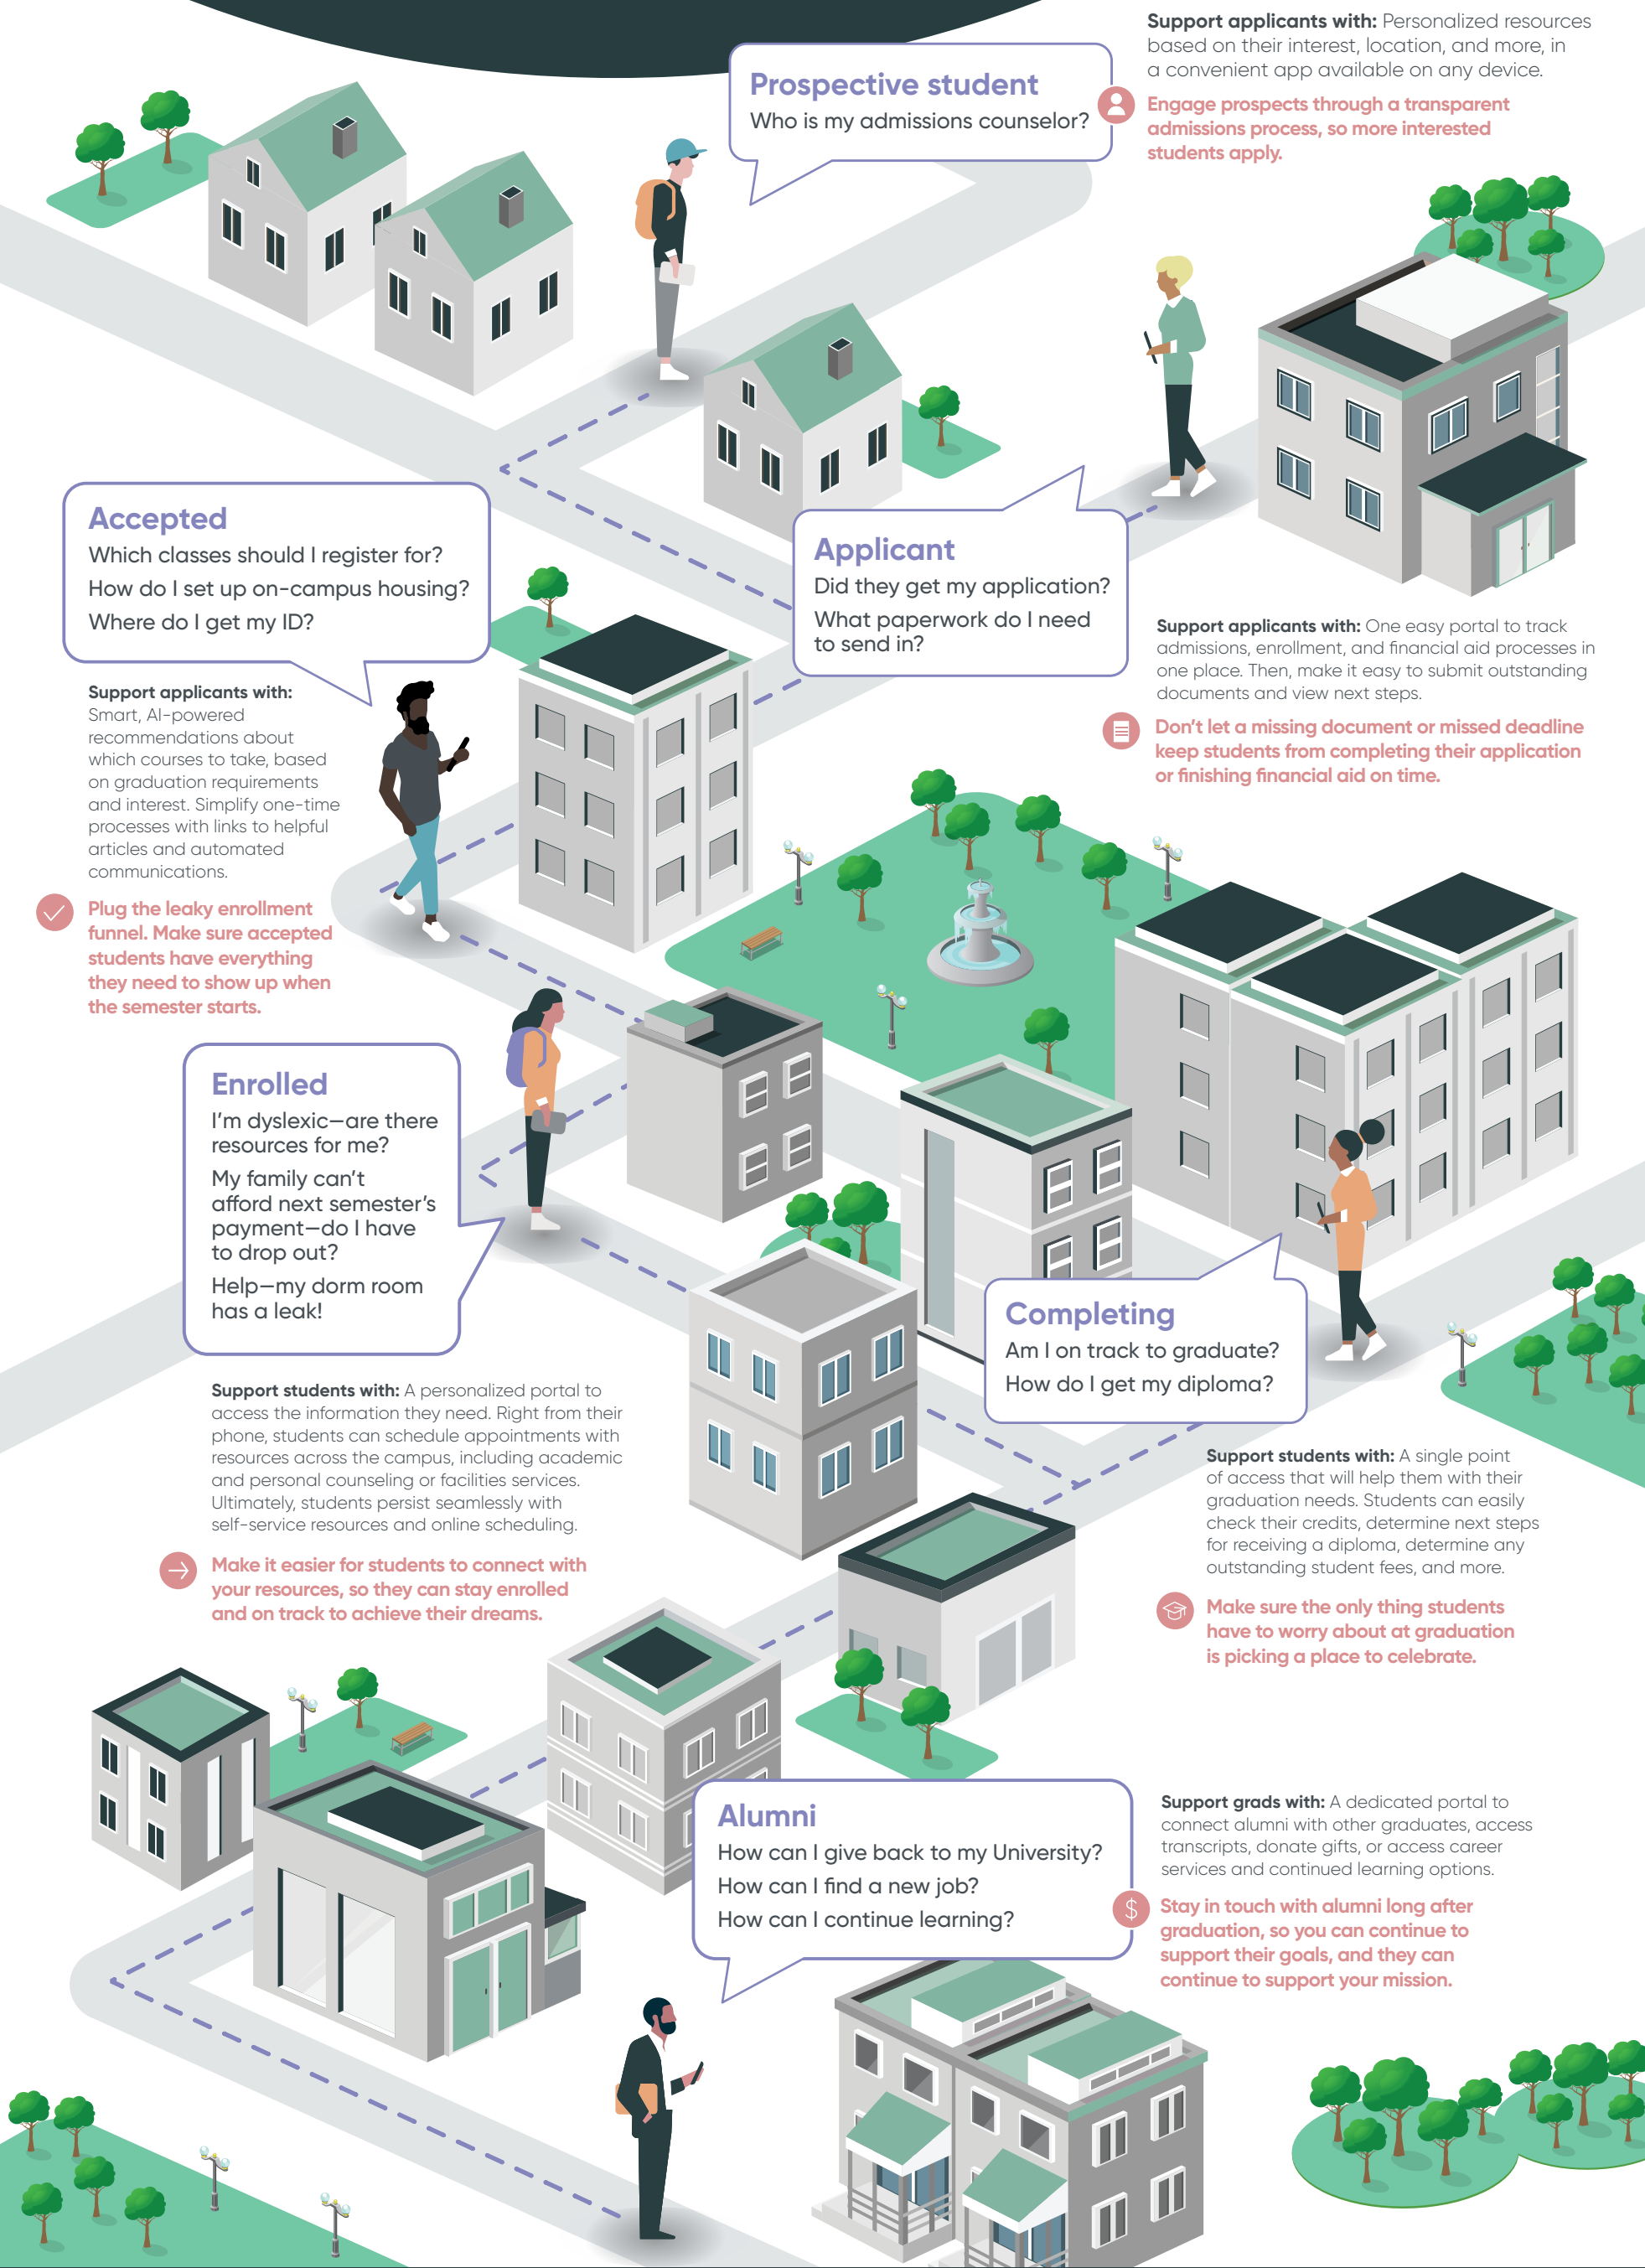 Prospective student
Who is my admissions counselor?
Support applicants with: Personalized resources
based on their interest, location, and more, in
a convenient app available on any device.
Engage prospects through a transparent
admissions process, so more interested
students apply.
Applicant
Did they get my application?
What paperwork do I need
to send in?
Support applicants with: One easy portal to track
admissions, enrollment, and financial aid processes in
one place. Then, make it easy to submit outstanding
documents and view next steps.
Don't let a missing document or missed deadline
keep students from completing their application
or finishing financial aid on time.
Accepted
Which classes should I register for?
How do I set up on-campus housing?
Where do I get my ID?
Support applicants with:
Smart, AI-powered
recommendations about
which courses to take, based
on graduation requirements
and interest. Simplify one-time
processes with links to helpful
articles and automated
communications.
Plug the leaky enrollment
funnel. Make sure accepted
students have everything
they need to show up when
the semester starts.
Enrolled
I'm dyslexic—are there
resources for me?
My family can't
afford next semester's
payment—do I have
to drop out?
Help—my dorm room
has a leak!
Support students with: A personalized portal to
access the information they need. Right from their
phone, students can schedule appointments with
resources across the campus, including academic
and personal counseling or facilities services.
Ultimately, students persist seamlessly with
self-service resources and online scheduling.
Make it easier for students to connect with
your resources, so they can stay enrolled
and on track to achieve their dreams.
Completing
Am I on track to graduate?
How do I get my diploma?
Support students with: A single point
of access that will help them with their
graduation needs. Students can easily
check their credits, determine next steps
for receiving a diploma, determine any
outstanding student fees, and more.
Make sure the only thing students
have to worry about at graduation
is picking a place to celebrate.
Alumni
How can I give back to my University?
How can I find a new job?
How can I continue learning?
$
Support grads with: A dedicated portal to
connect alumni with other graduates, access
transcripts, donate gifts, or access career
services and continued learning options.
Stay in touch with alumni long after
graduation, so you can continue to
support their goals, and they can
continue to support your mission.